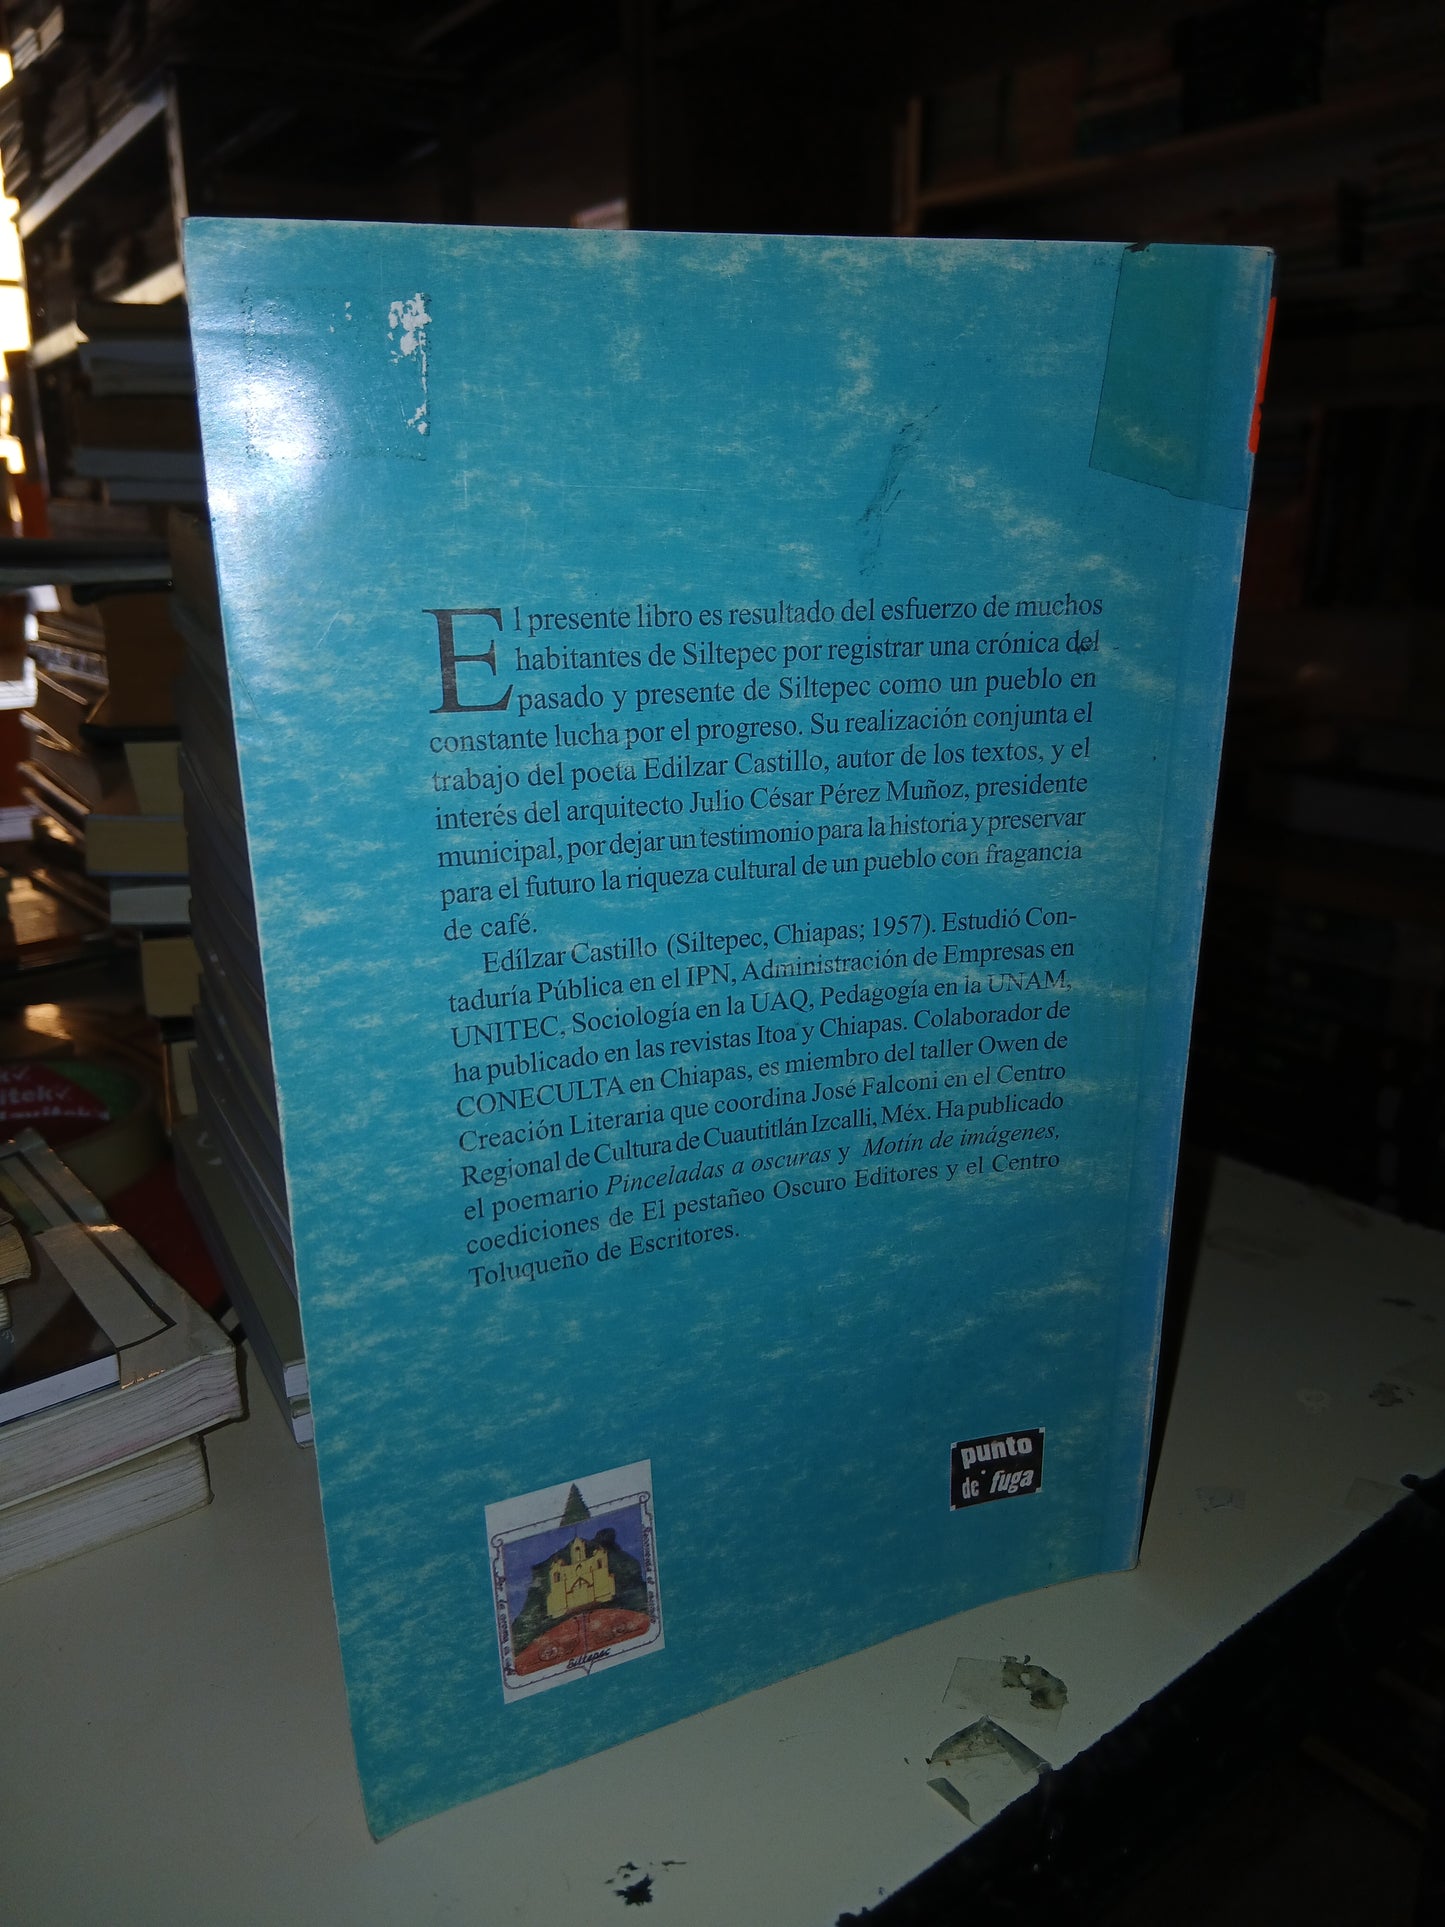 El presente libro es resultado del esfuerzo de muchos
habitantes de Siltepec por registrar una crónica del
pasado y presente de Siltepec como un pueblo en
constante lucha por el progreso. Su realización conjunta el
trabajo del poeta Edilzar Castillo, autor de los textos, y el
interés del arquitecto Julio César Pérez Muñoz, presidente
municipal, por dejar un testimonio para la historia y preservar
para el futuro la riqueza cultural de un pueblo con fragancia
de café.
Edílzar Castillo (Siltepec, Chiapas; 1957). Estudió Con-
taduría Pública en el IPN, Administración de Empresas en
UNITEC, Sociología en la UAQ, Pedagogía en la UNAM,
ha publicado en las revistas Itoa y Chiapas. Colaborador de
CONECULTA en Chiapas, es miembro del taller Owen de
Creación Literaria que coordina José Falconi en el Centro
Regional de Cultura de Cuautitlán Izcalli, Méx. Ha publicado
el poemario Pinceladas a oscuras y Motín de imágenes,
coediciones de El pestañeo Oscuro Editores y el Centro
Toluqueño de Escritores.
punto
de fuga
Siltepec